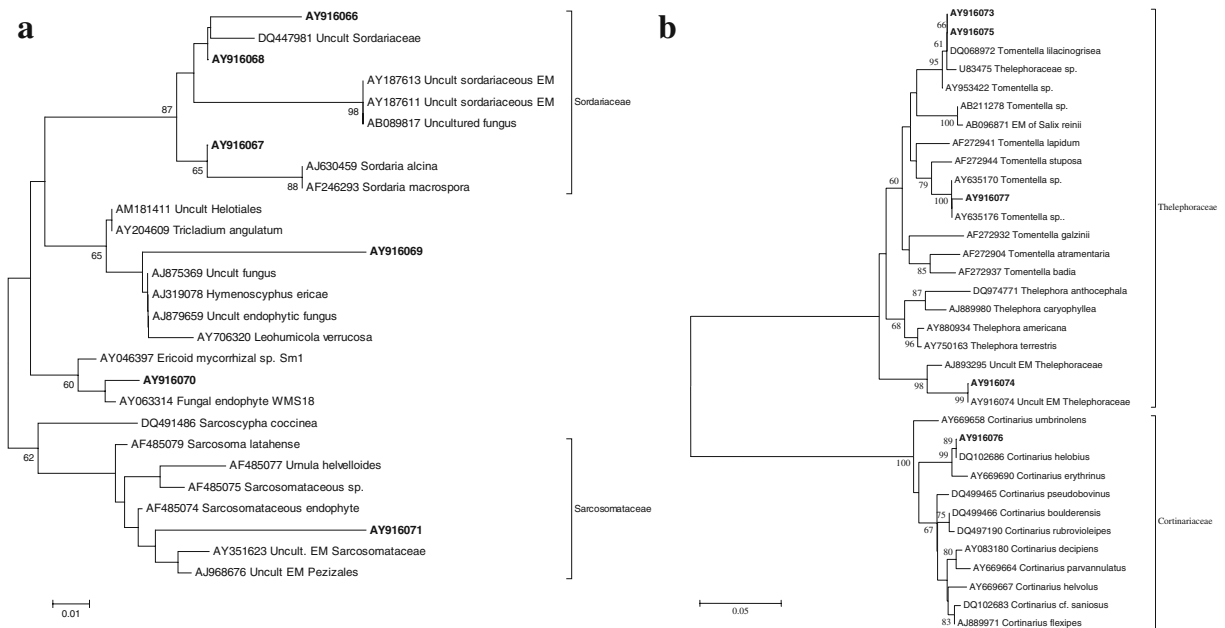 a
AY916066
DQ447981 Uncult Sordariaceae
AY916068
AY187613 Uncult sordariaceous EM
AY187611 Uncult sordariaceous EM
98
AB089817 Uncultured fungus
Sordariaceae
87
AY916067
65
AJ630459 Sordaria alcina
88
AF246293 Sordaria macrospora
AM181411 Uncult Helotiales
AY204609 Tricladium angulatum
65
AY916069
AJ875369 Uncult fungus
AJ319078 Hymenoscyphus ericae
AJ879659 Uncult endophytic fungus
AY706320 Leohumicola verrucosa
AY046397 Ericoid mycorrhizal sp. Sm1
60
AY916070
AY063314 Fungal endophyte WMS18
DQ491486 Sarcoscypha coccinea
62
AF485079 Sarcosoma latahense
AF485077 Urnula helvelloides
AF485075 Sarcosomataceous sp.
AF485074 Sarcosomataceous endophyte
Sarcosomataceae
AY916071
AY351623 Uncult. EM Sarcosomataceae
AJ968676 Uncult EM Pezizales
0.01
b
AY916073
66
AY916075
61
DQ068972 Tomentella lilacinogrisea
95
U83475 Thelephoraceae sp.
AY953422 Tomentella sp.
AB211278 Tomentella sp.
100
AB096871 EM of Salix reinii
AF272941 Tomentella lapidum
60
AF272944 Tomentella stuposa
79
AY635170 Tomentella sp.
100
AY916077
AY635176 Tomentella sp..
Thelephoraceae
AF272932 Tomentella galzinii
AF272904 Tomentella atramentaria
85
AF272937 Tomentella badia
87
DQ974771 Thelephora anthocephala
AJ889980 Thelephora caryophyllea
68
AY880934 Thelephora americana
96
AY750163 Thelephora terrestris
AJ893295 Uncult EM Thelephoraceae
98
AY916074
99
AY916074 Uncult EM Thelephoraceae
AY669658 Cortinarius umbrinolens
89
AY916076
100
99
DQ102686 Cortinarius helobius
AY669690 Cortinarius erythrinus
DQ499465 Cortinarius pseudobovinus
75
DQ499466 Cortinarius boulderensis
Cortinariaceae
67
DQ497190 Cortinarius rubrovioleipes
80
AY083180 Cortinarius decipiens
AY669664 Cortinarius parvannulatus
AY669667 Cortinarius helvolus
DQ102683 Cortinarius cf. saniosus
83
AJ889971 Cortinarius flexipes
0.05